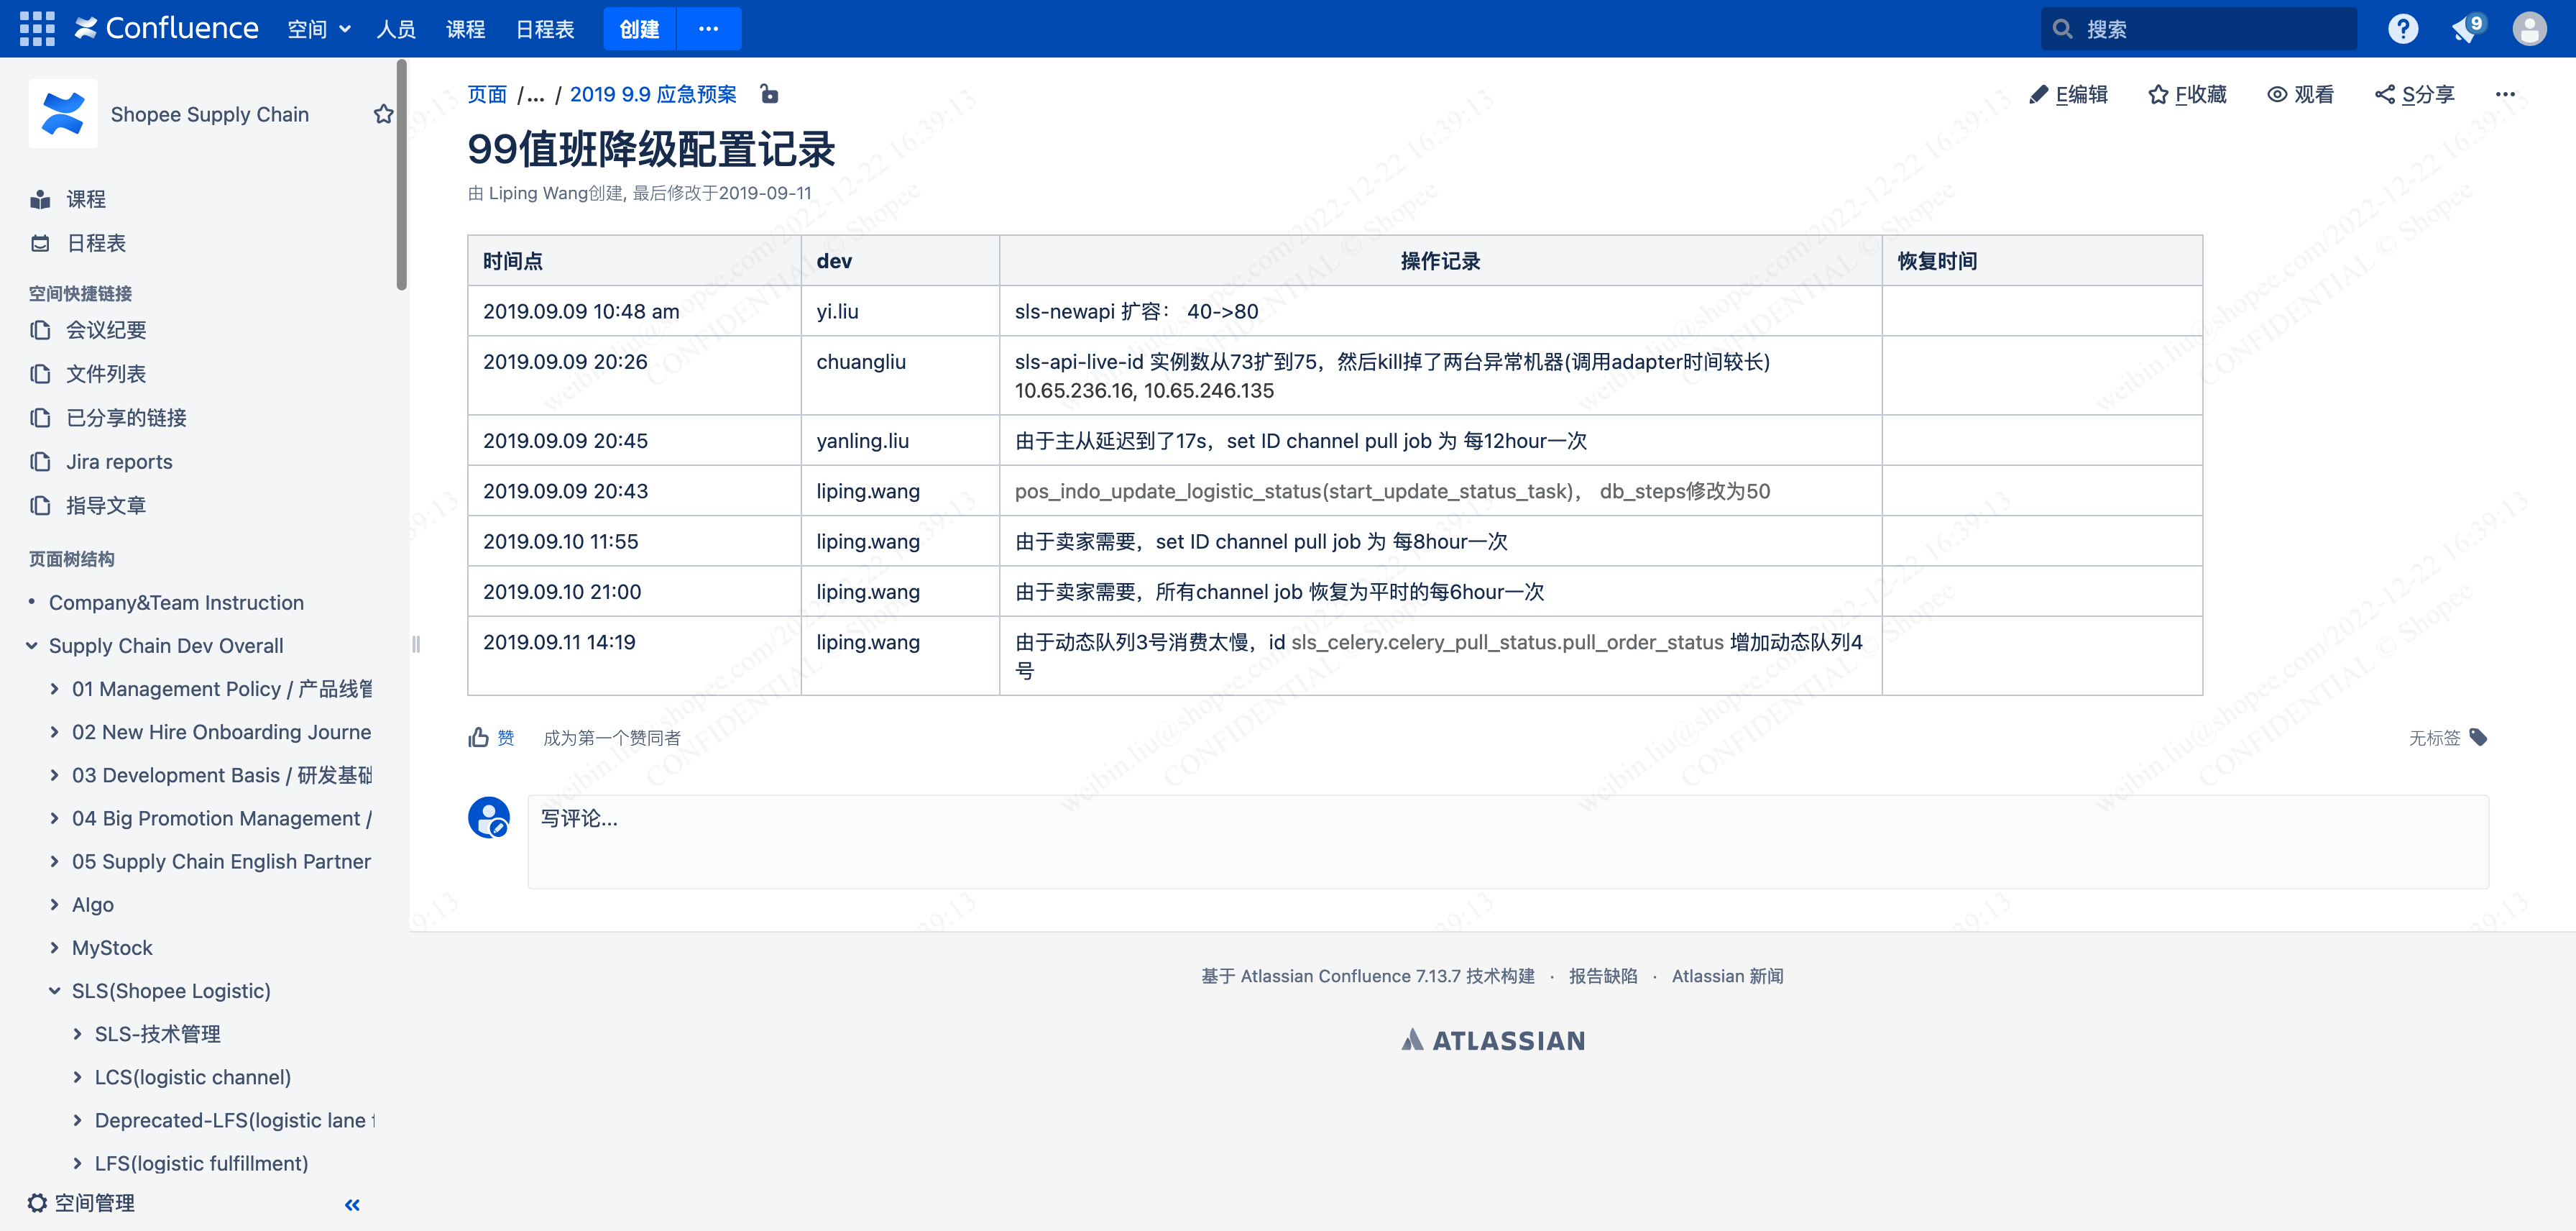 Confluence 空间 人员 课程 日程表 创建 ··· 搜索 9
Shopee Supply Chain
课程
日程表
空间快捷链接
会议纪要
文件列表
已分享的链接
Jira reports
指导文章
页面树结构
Company&Team Instruction
Supply Chain Dev Overall
01 Management Policy / 产品线管
02 New Hire Onboarding Journe
03 Development Basis / 研发基础
04 Big Promotion Management /
05 Supply Chain English Partner
Algo
MyStock
SLS(Shopee Logistic)
SLS-技术管理
LCS(logistic channel)
Deprecated-LFS(logistic lane f
LFS(logistic fulfillment)
空间管理
页面 /... / 2019 9.9 应急预案
E编辑 F收藏 观看 S分享 ···
99值班降级配置记录
由 Liping Wang创建, 最后修改于2019-09-11
时间点 dev 操作记录 恢复时间
2019.09.09 10:48 am yi.liu sls-newapi 扩容： 40->80
2019.09.09 20:26 chuangliu sls-api-live-id 实例数从73扩到75，然后kill掉了两台异常机器(调用adapter时间较长)
10.65.236.16, 10.65.246.135
2019.09.09 20:45 yanling.liu 由于主从延迟到了17s，set ID channel pull job 为 每12hour一次
2019.09.09 20:43 liping.wang pos_indo_update_logistic_status(start_update_status_task)， db_steps修改为50
2019.09.10 11:55 liping.wang 由于卖家需要，set ID channel pull job 为 每8hour一次
2019.09.10 21:00 liping.wang 由于卖家需要，所有channel job 恢复为平时的每6hour一次
2019.09.11 14:19 liping.wang 由于动态队列3号消费太慢，id sls_celery.celery_pull_status.pull_order_status 增加动态队列4
号
赞 成为第一个赞同者
无标签
写评论...
基于 Atlassian Confluence 7.13.7 技术构建 · 报告缺陷 · Atlassian 新闻
ATLASSIAN
weibin.liu@shopee.com/2022-12-22 16:39:13
CONFIDENTIAL © Shopee